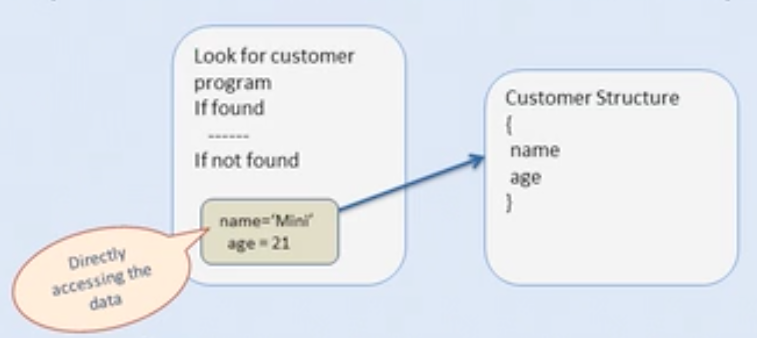 Look for customer
program
If found
------
If not found
name='Mini'
age = 21
Directly
accessing the
data
Customer Structure
{
name
age
}